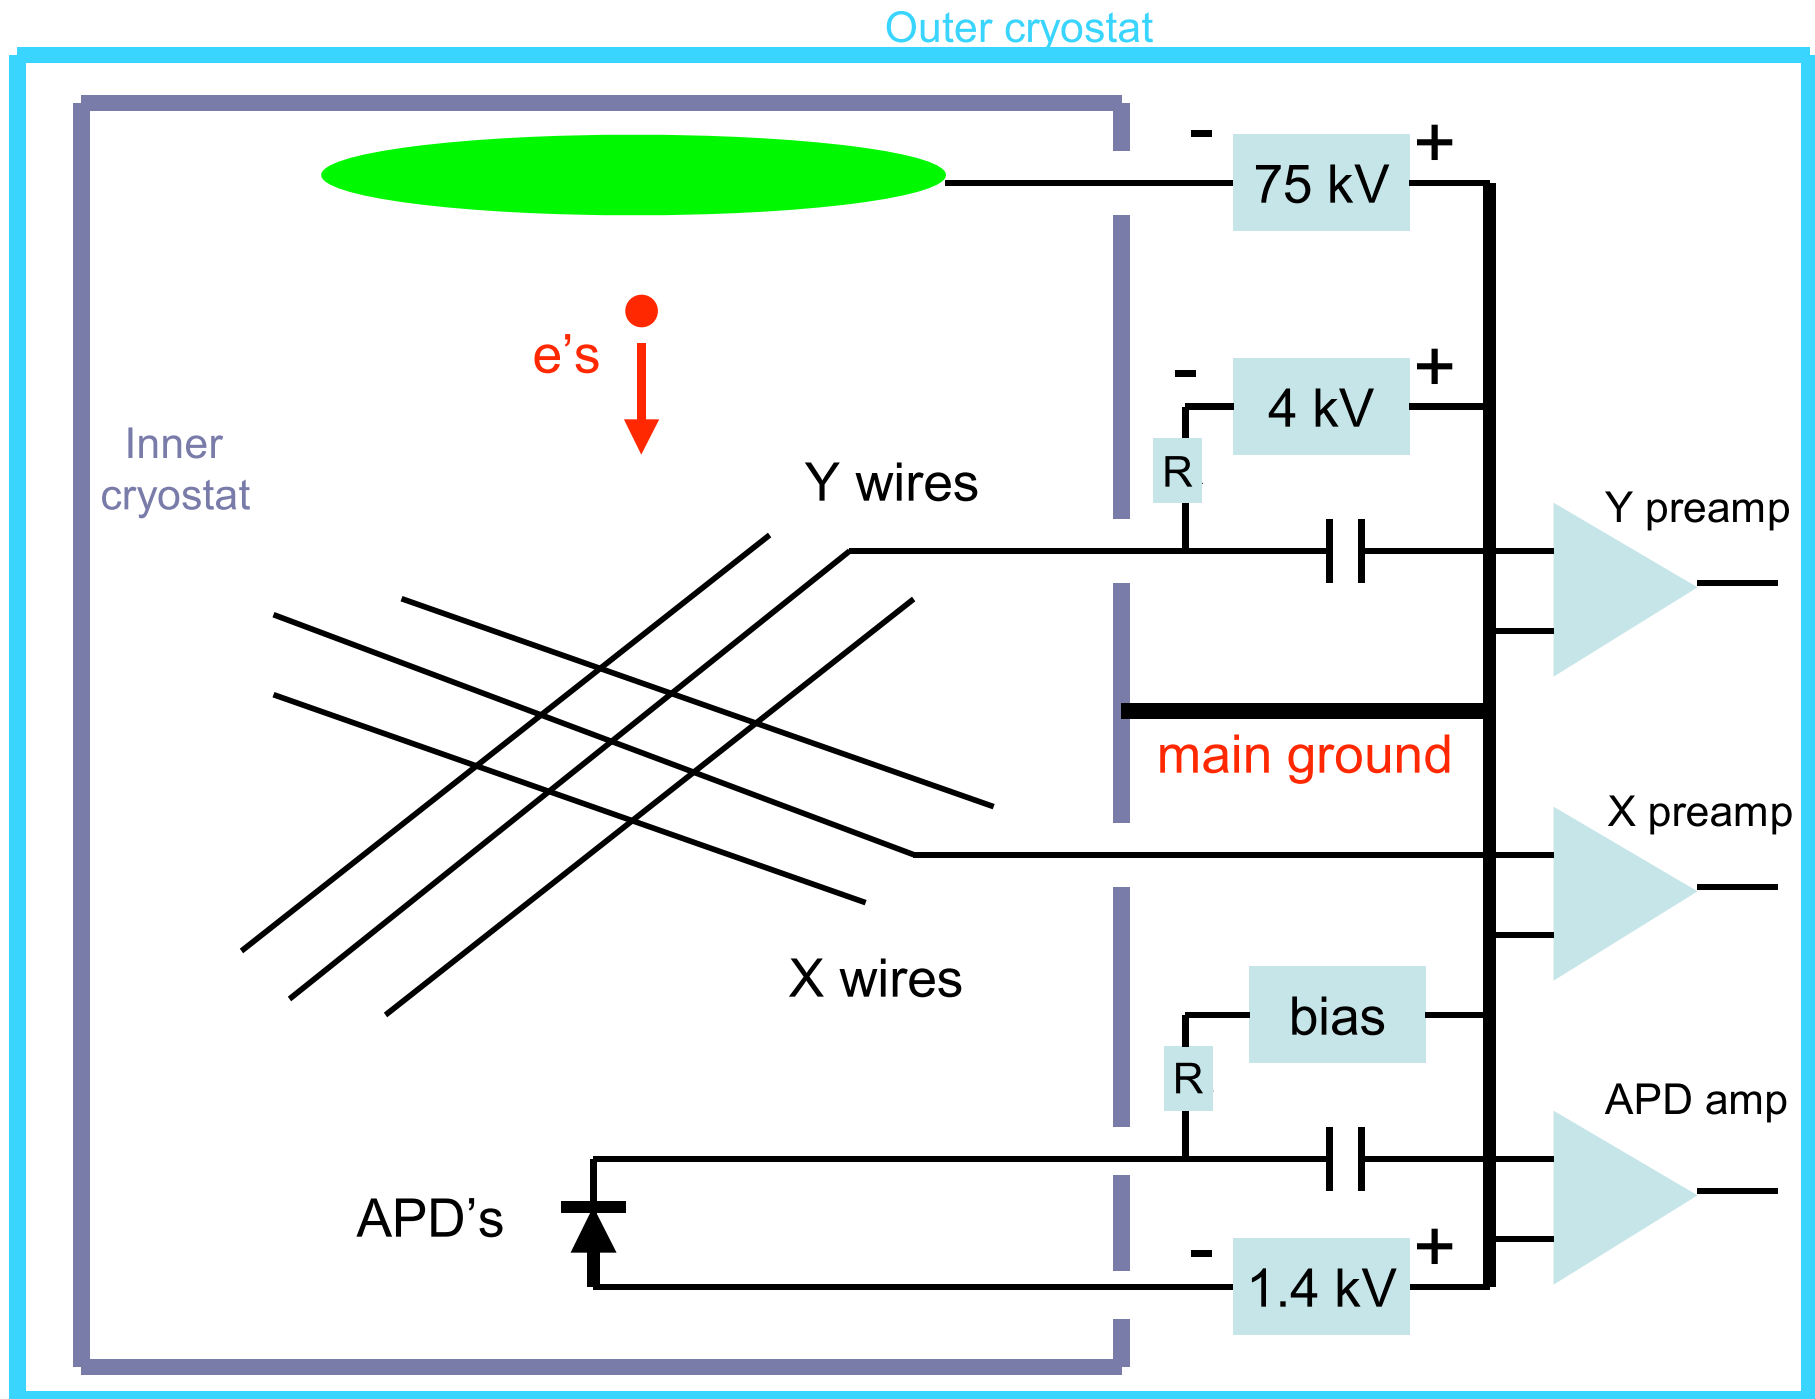 Outer cryostat
- 75 kV +
e’s
- 4 kV +
Inner
cryostat
R
Y wires
Y preamp
main ground
X preamp
X wires
bias
R
APD amp
APD’s
- 1.4 kV +